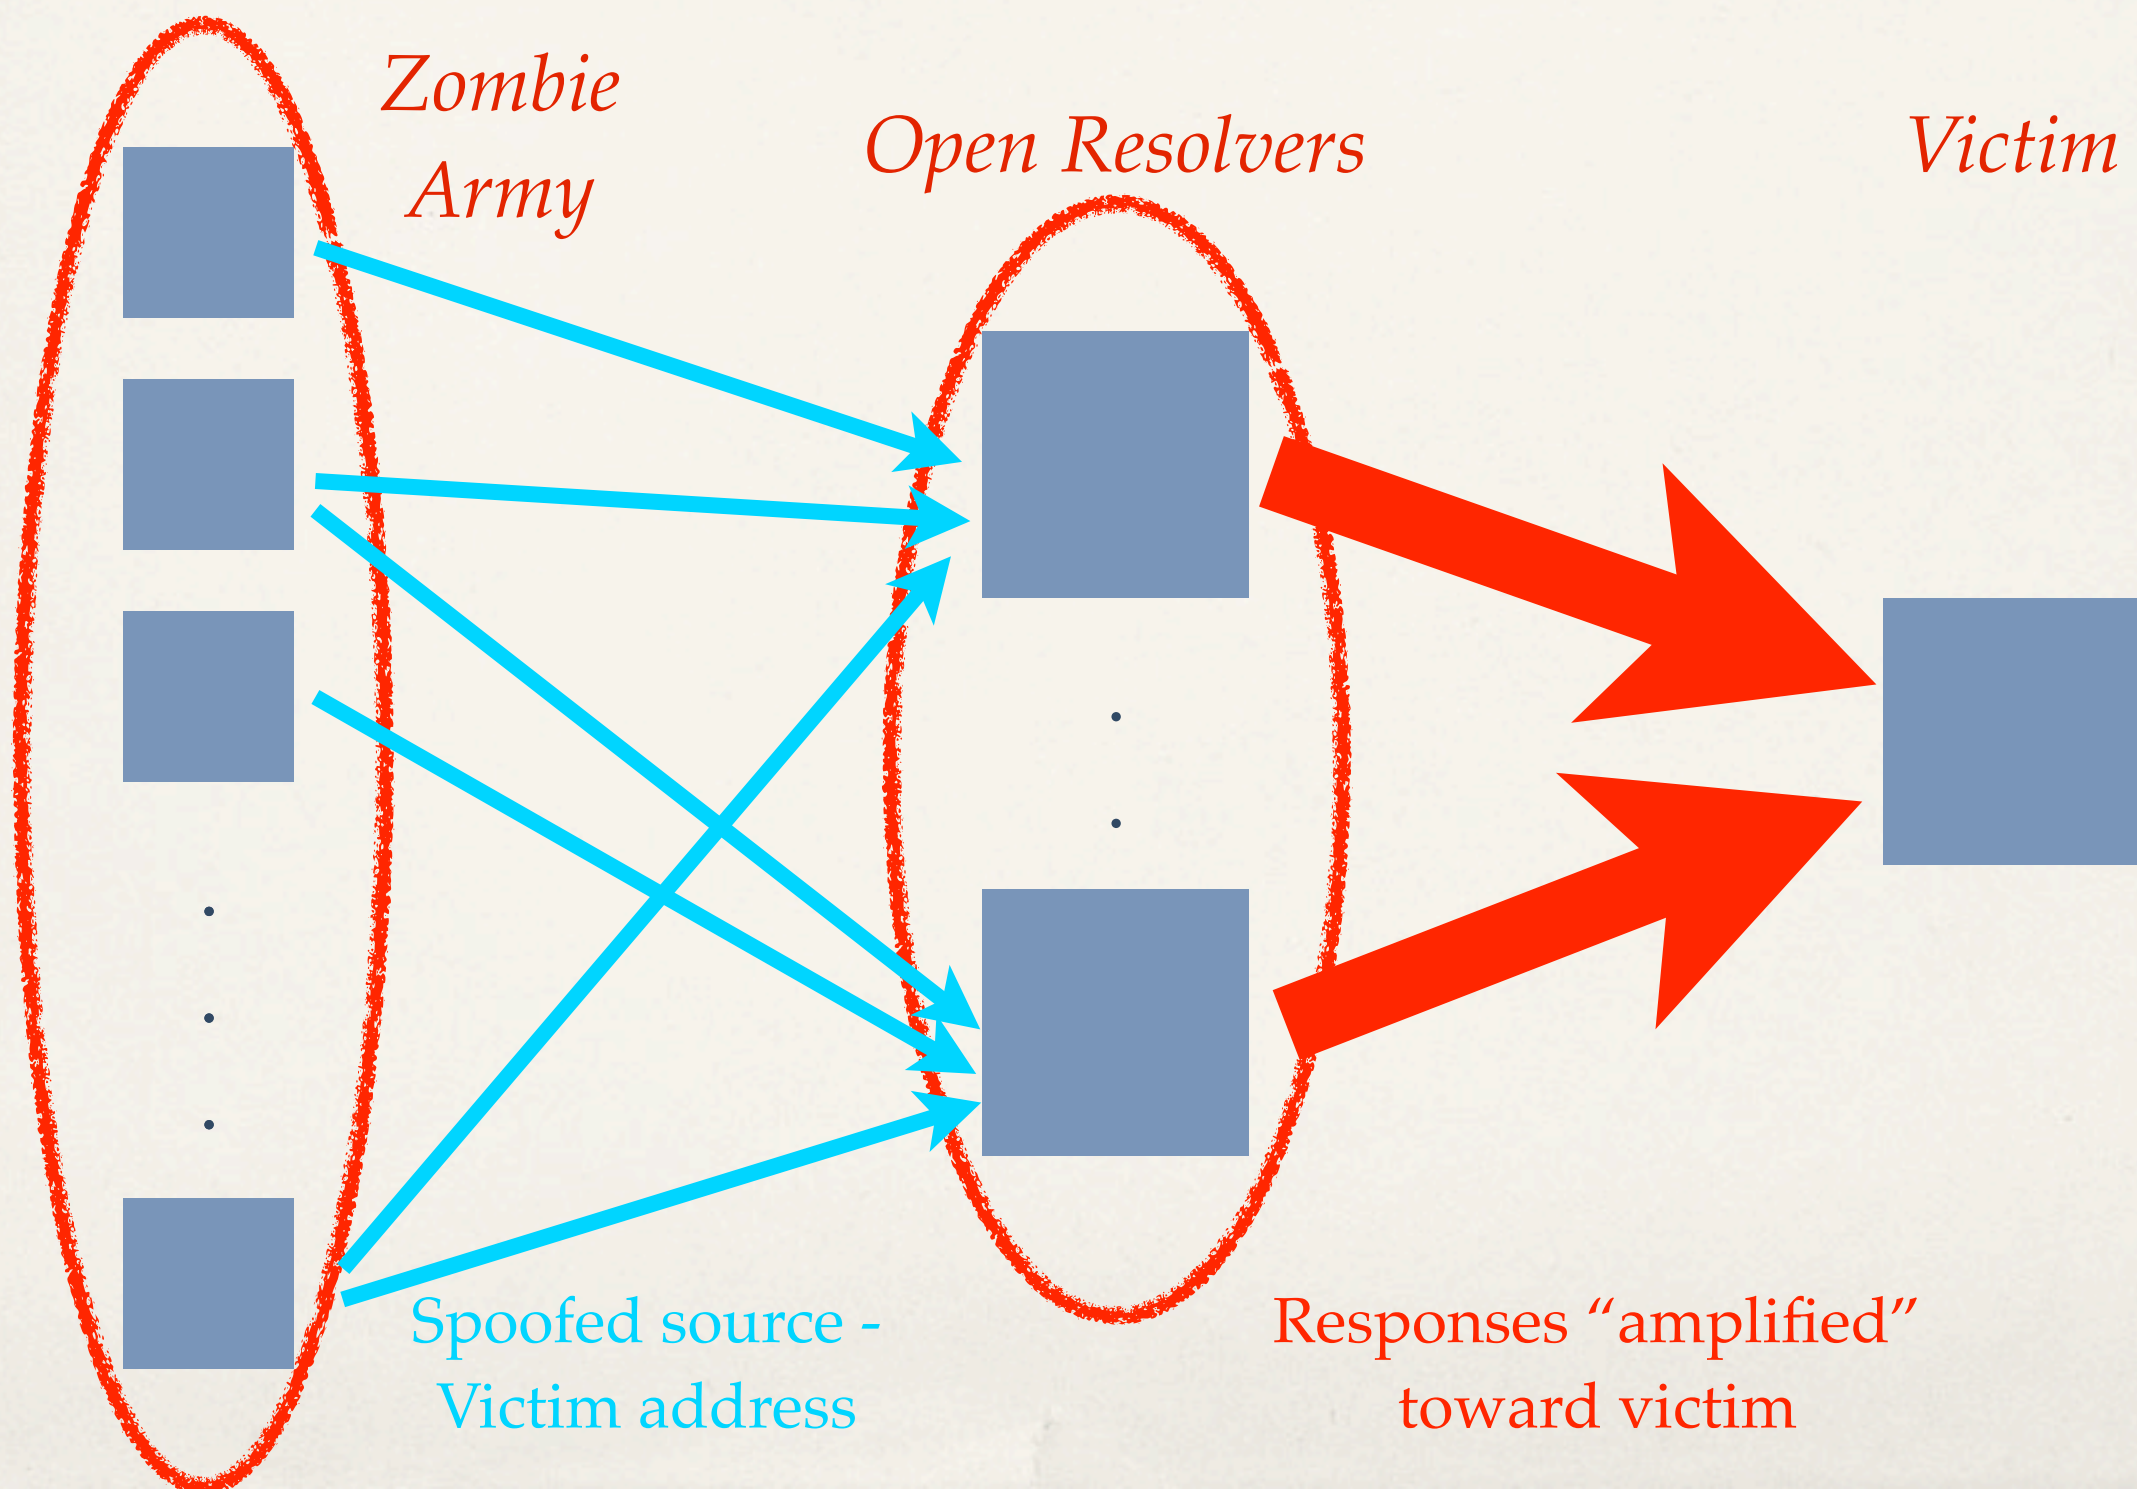 Zombie
Army
Open Resolvers
Victim
Spoofed source -
Victim address
Responses “amplified”
toward victim